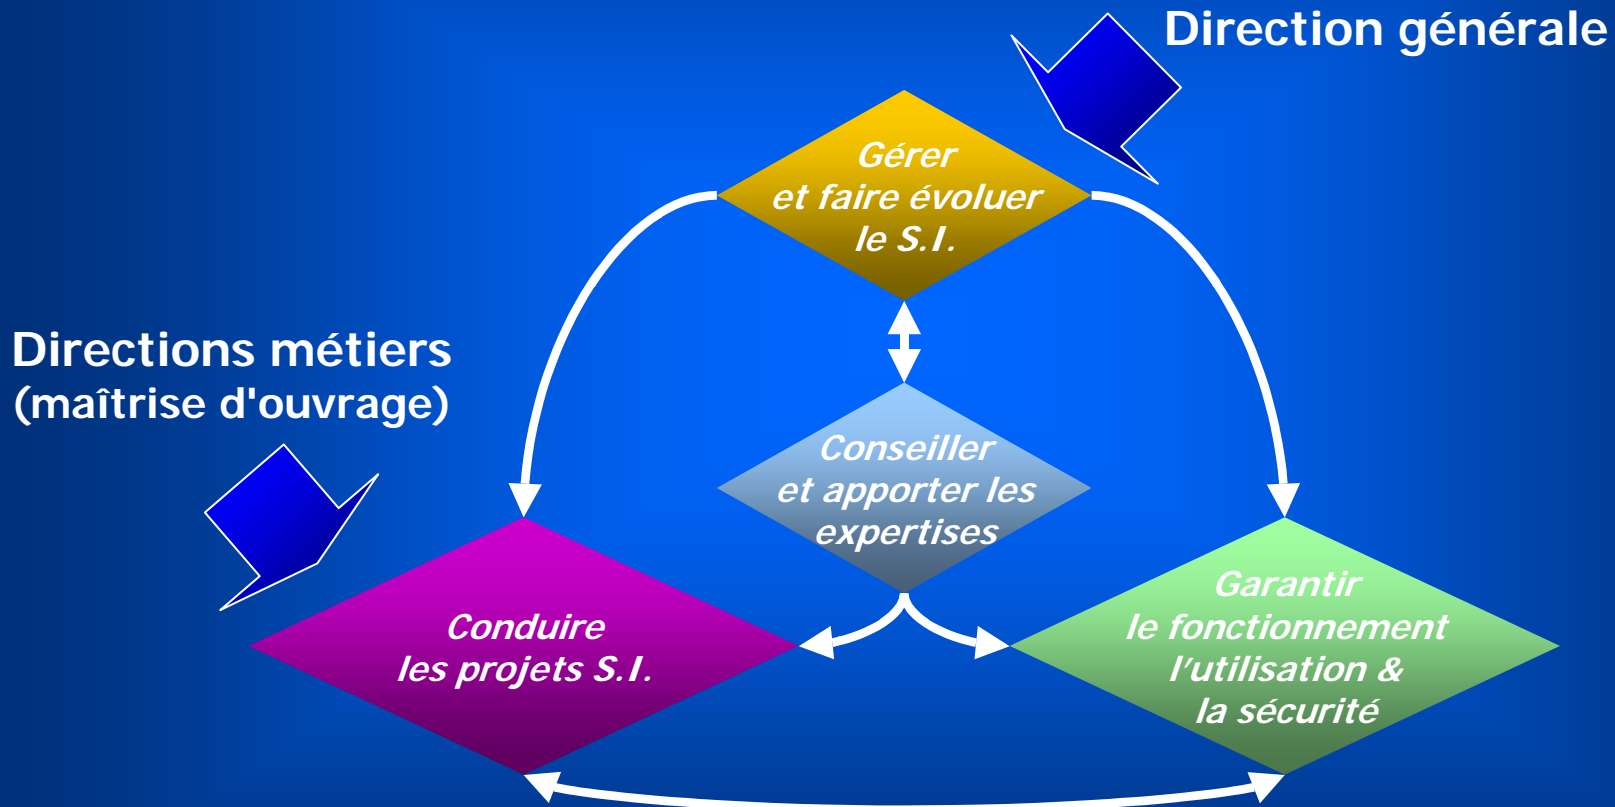 Direction générale
Gérer
et faire évoluer
le S.I.
Directions métiers
(maîtrise d'ouvrage)
Conseiller
et apporter les
expertises
Conduire
les projets S.I.
Garantir
le fonctionnement
l'utilisation &
la sécurité